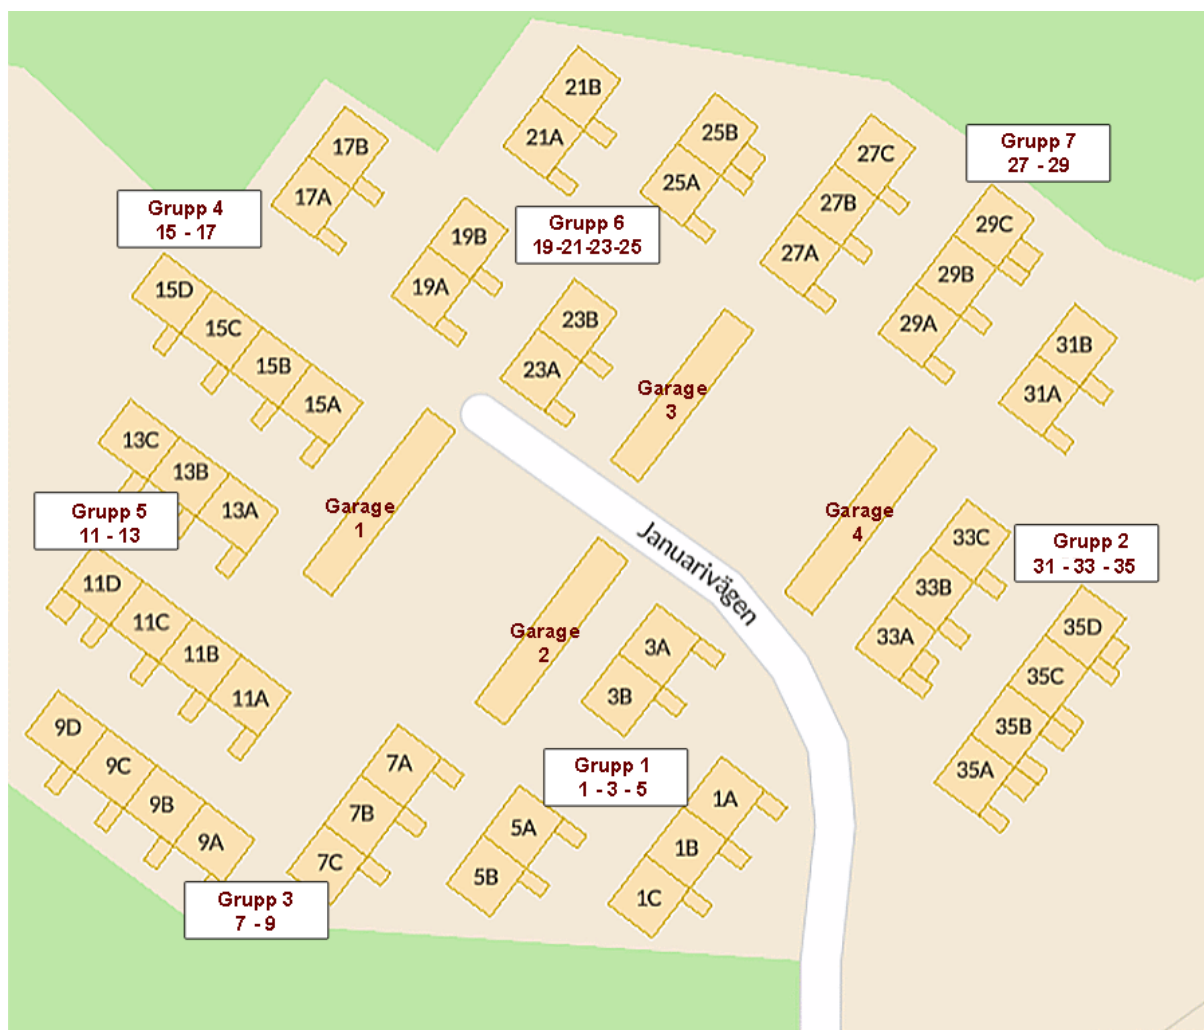 21B
21A
25B
25A
27C
27B
27A
Grupp 7
27 - 29
17B
17A
Grupp 4
15 - 17
19B
19A
Grupp 6
19-21-23-25
29C
29B
29A
15D
15C
15B
15A
23B
23A
31B
31A
Garage
3
13C
13B
13A
Grupp 5
11 - 13
Garage
1
Januarivägen
Garage
4
33C
33B
33A
Grupp 2
31 - 33 - 35
11D
11C
11B
11A
Garage
2
3A
3B
35D
35C
35B
35A
9D
9C
9B
9A
7A
7B
7C
Grupp 1
1 - 3 - 5
5A
5B
1A
1B
1C
Grupp 3
7 - 9